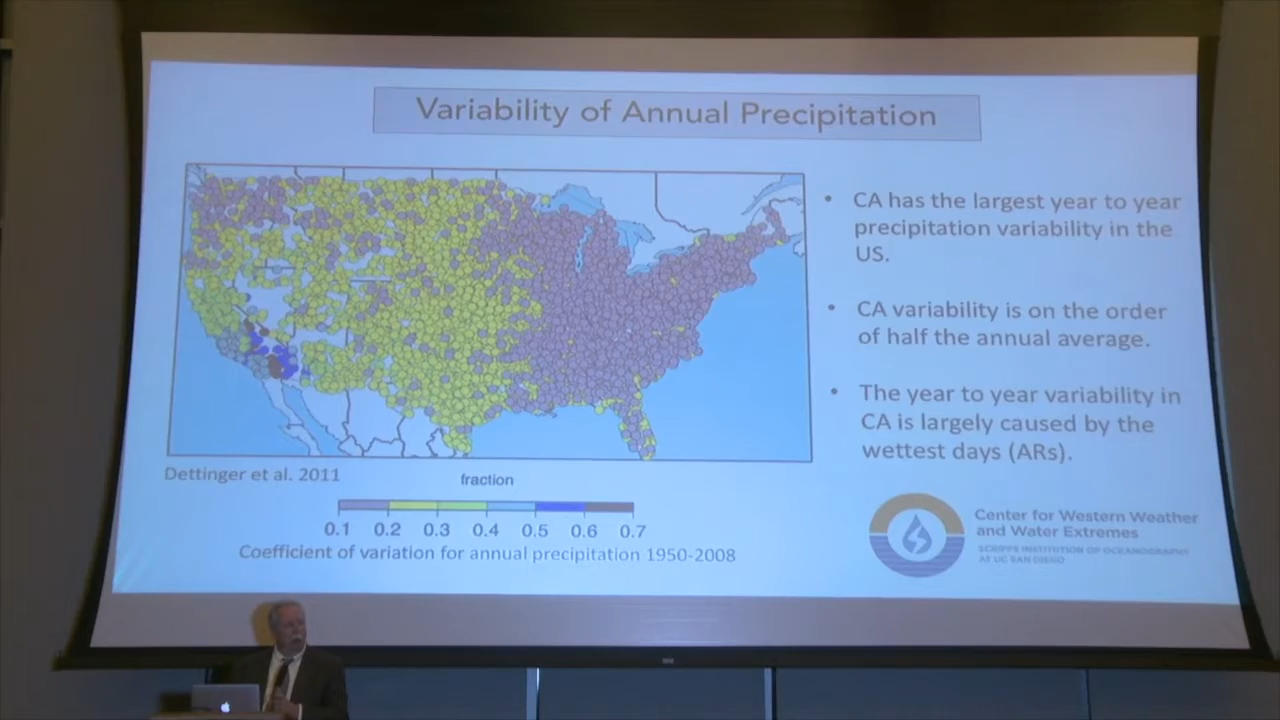 Variability of Annual Precipitation
• CA has the largest year to year
precipitation variability in the
US.
• CA variability is on the order
of half the annual average.
• The year to year variability in
CA is largely caused by the
wettest days (ARs).
Dettinger et al. 2011
fraction
0.1 0.2 0.3 0.4 0.5 0.6 0.7
Coefficient of variation for annual precipitation 1950-2008
Center for Western Weather
and Water Extremes
SCRIPPS INSTITUTION OF OCEANOGRAPHY
AT UC SAN DIEGO